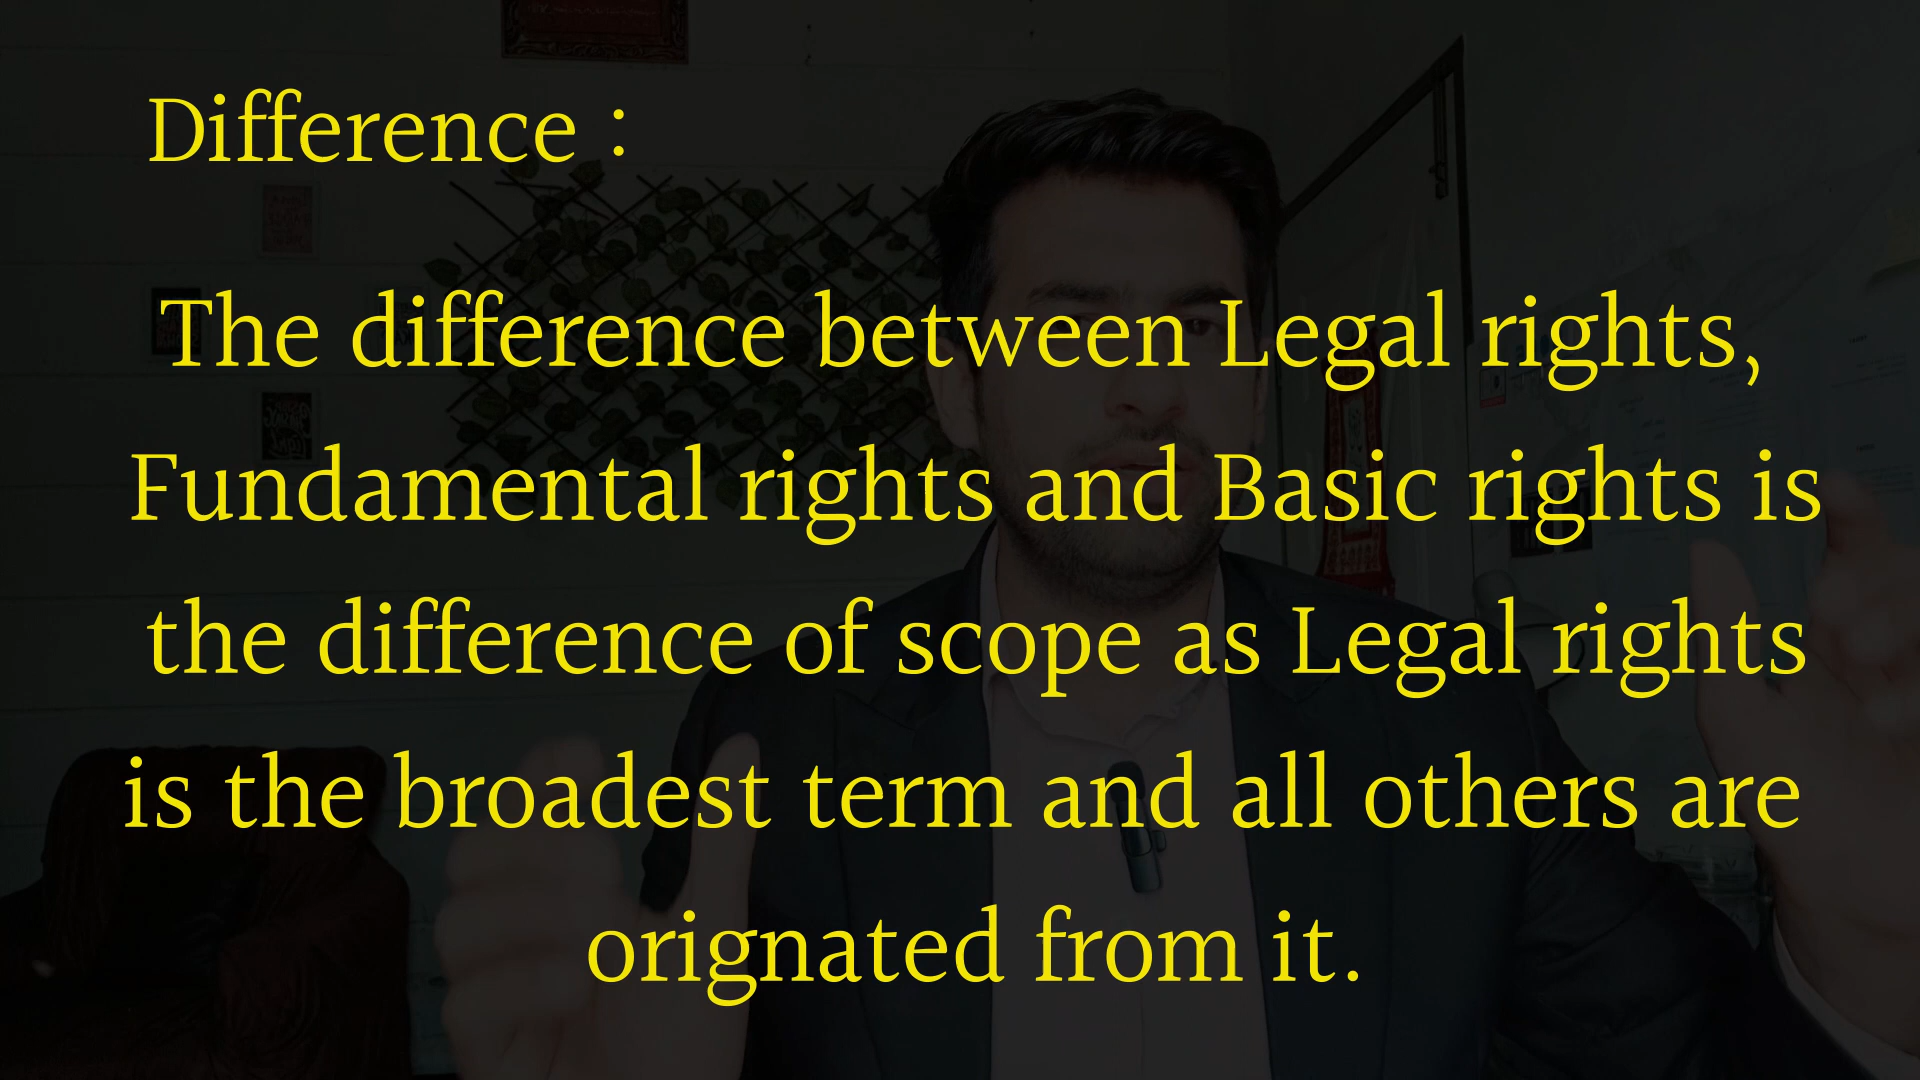 Difference :
The difference between Legal rights,
Fundamental rights and Basic rights is
the difference of scope as Legal rights
is the broadest term and all others are
orignated from it.